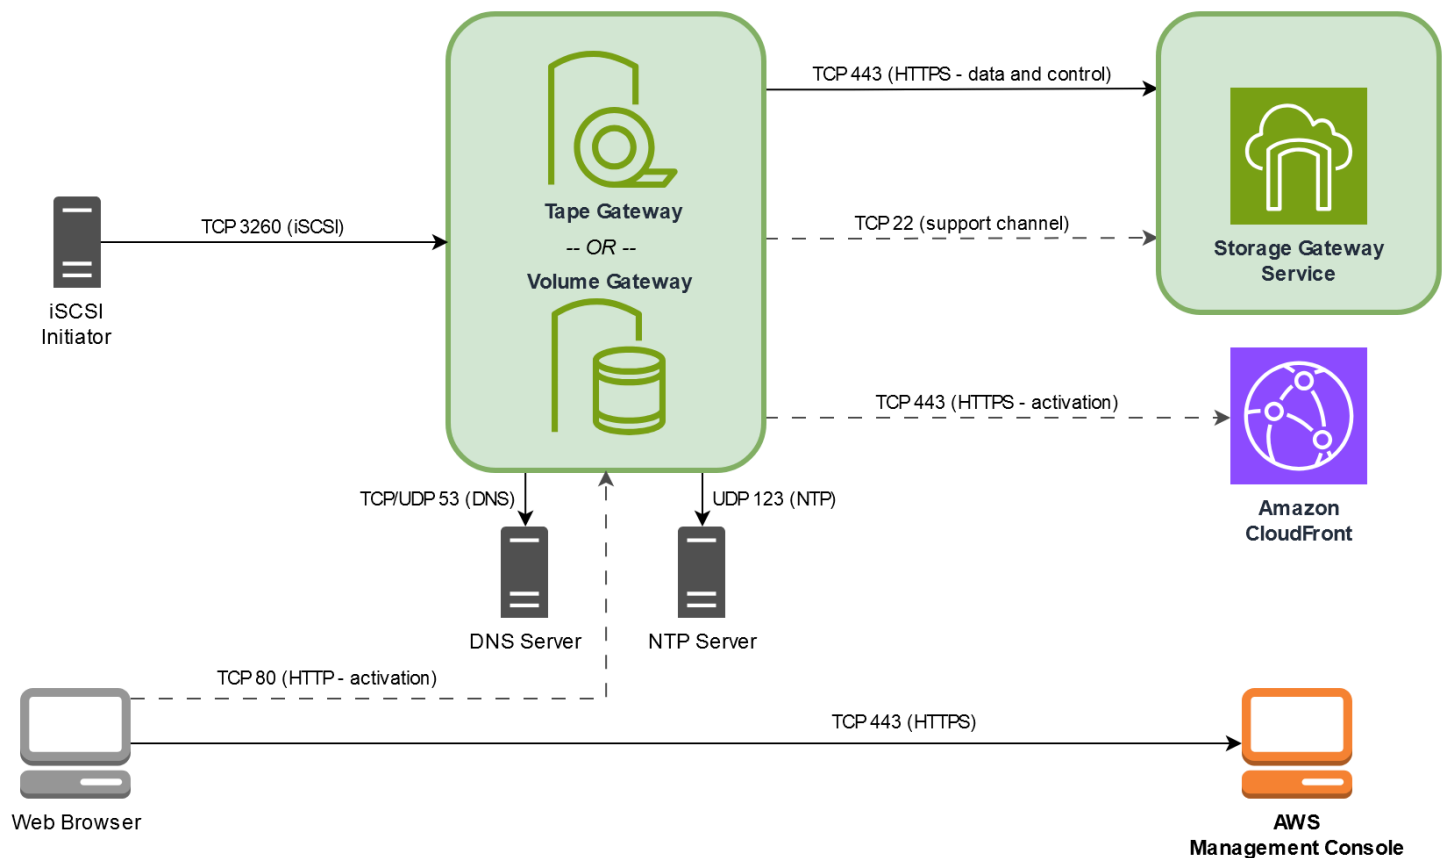 TCP 443 (HTTPS - data and control)
Tape Gateway
-- OR --
Volume Gateway
TCP 3260 (iSCSI)
TCP 22 (support channel)
Storage Gateway
Service
iSCSI
Initiator
TCP 443 (HTTPS - activation)
Amazon
CloudFront
TCP/UDP 53 (DNS)
UDP 123 (NTP)
DNS Server
NTP Server
TCP 80 (HTTP - activation)
TCP 443 (HTTPS)
Web Browser
AWS
Management Console